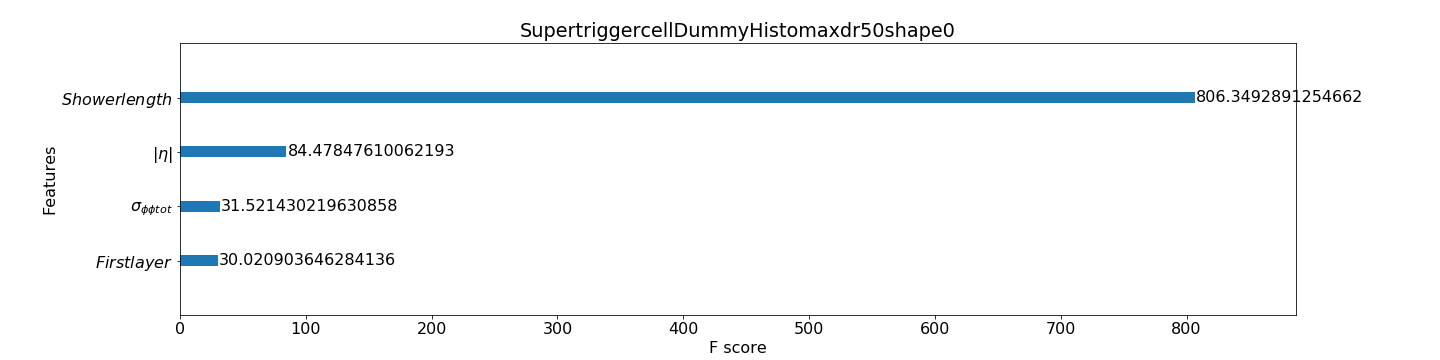 SupertriggercellDummyHistomaxdr50shape0
Features
Showerlength
806.3492891254662
|η|
84.47847610062193
σϕϕtot
31.521430219630858
Firstlayer
30.020903646284136
0 100 200 300 400 500 600 700 800
F score